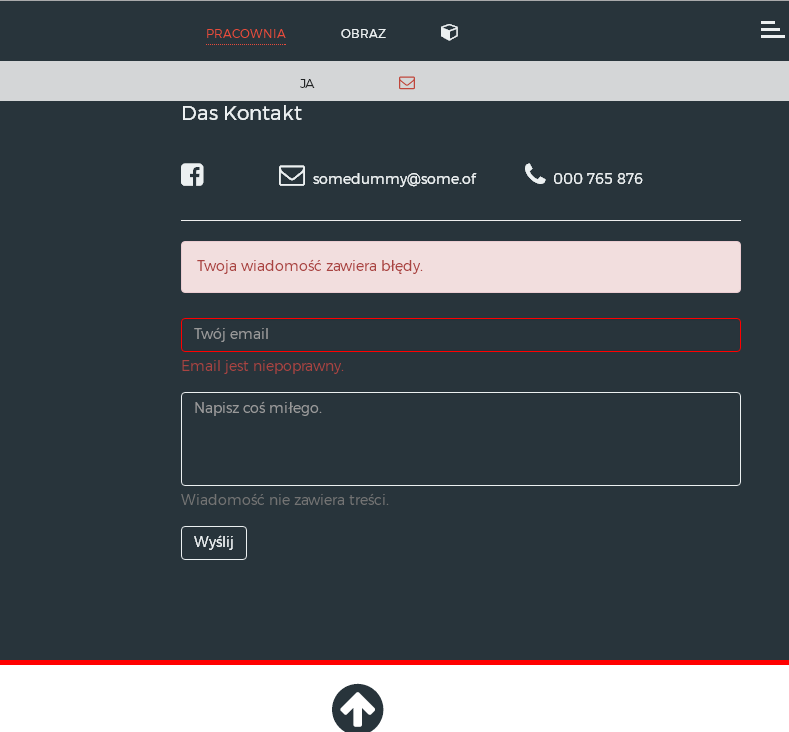 PRACOWNIA OBRAZ
JA
Das Kontakt
somedummy@some.of 000 765 876
Twoja wiadomość zawiera błędy.
Twój email
Email jest niepoprawny.
Napisz coś miłego.
Wiadomość nie zawiera treści.
Wyślij